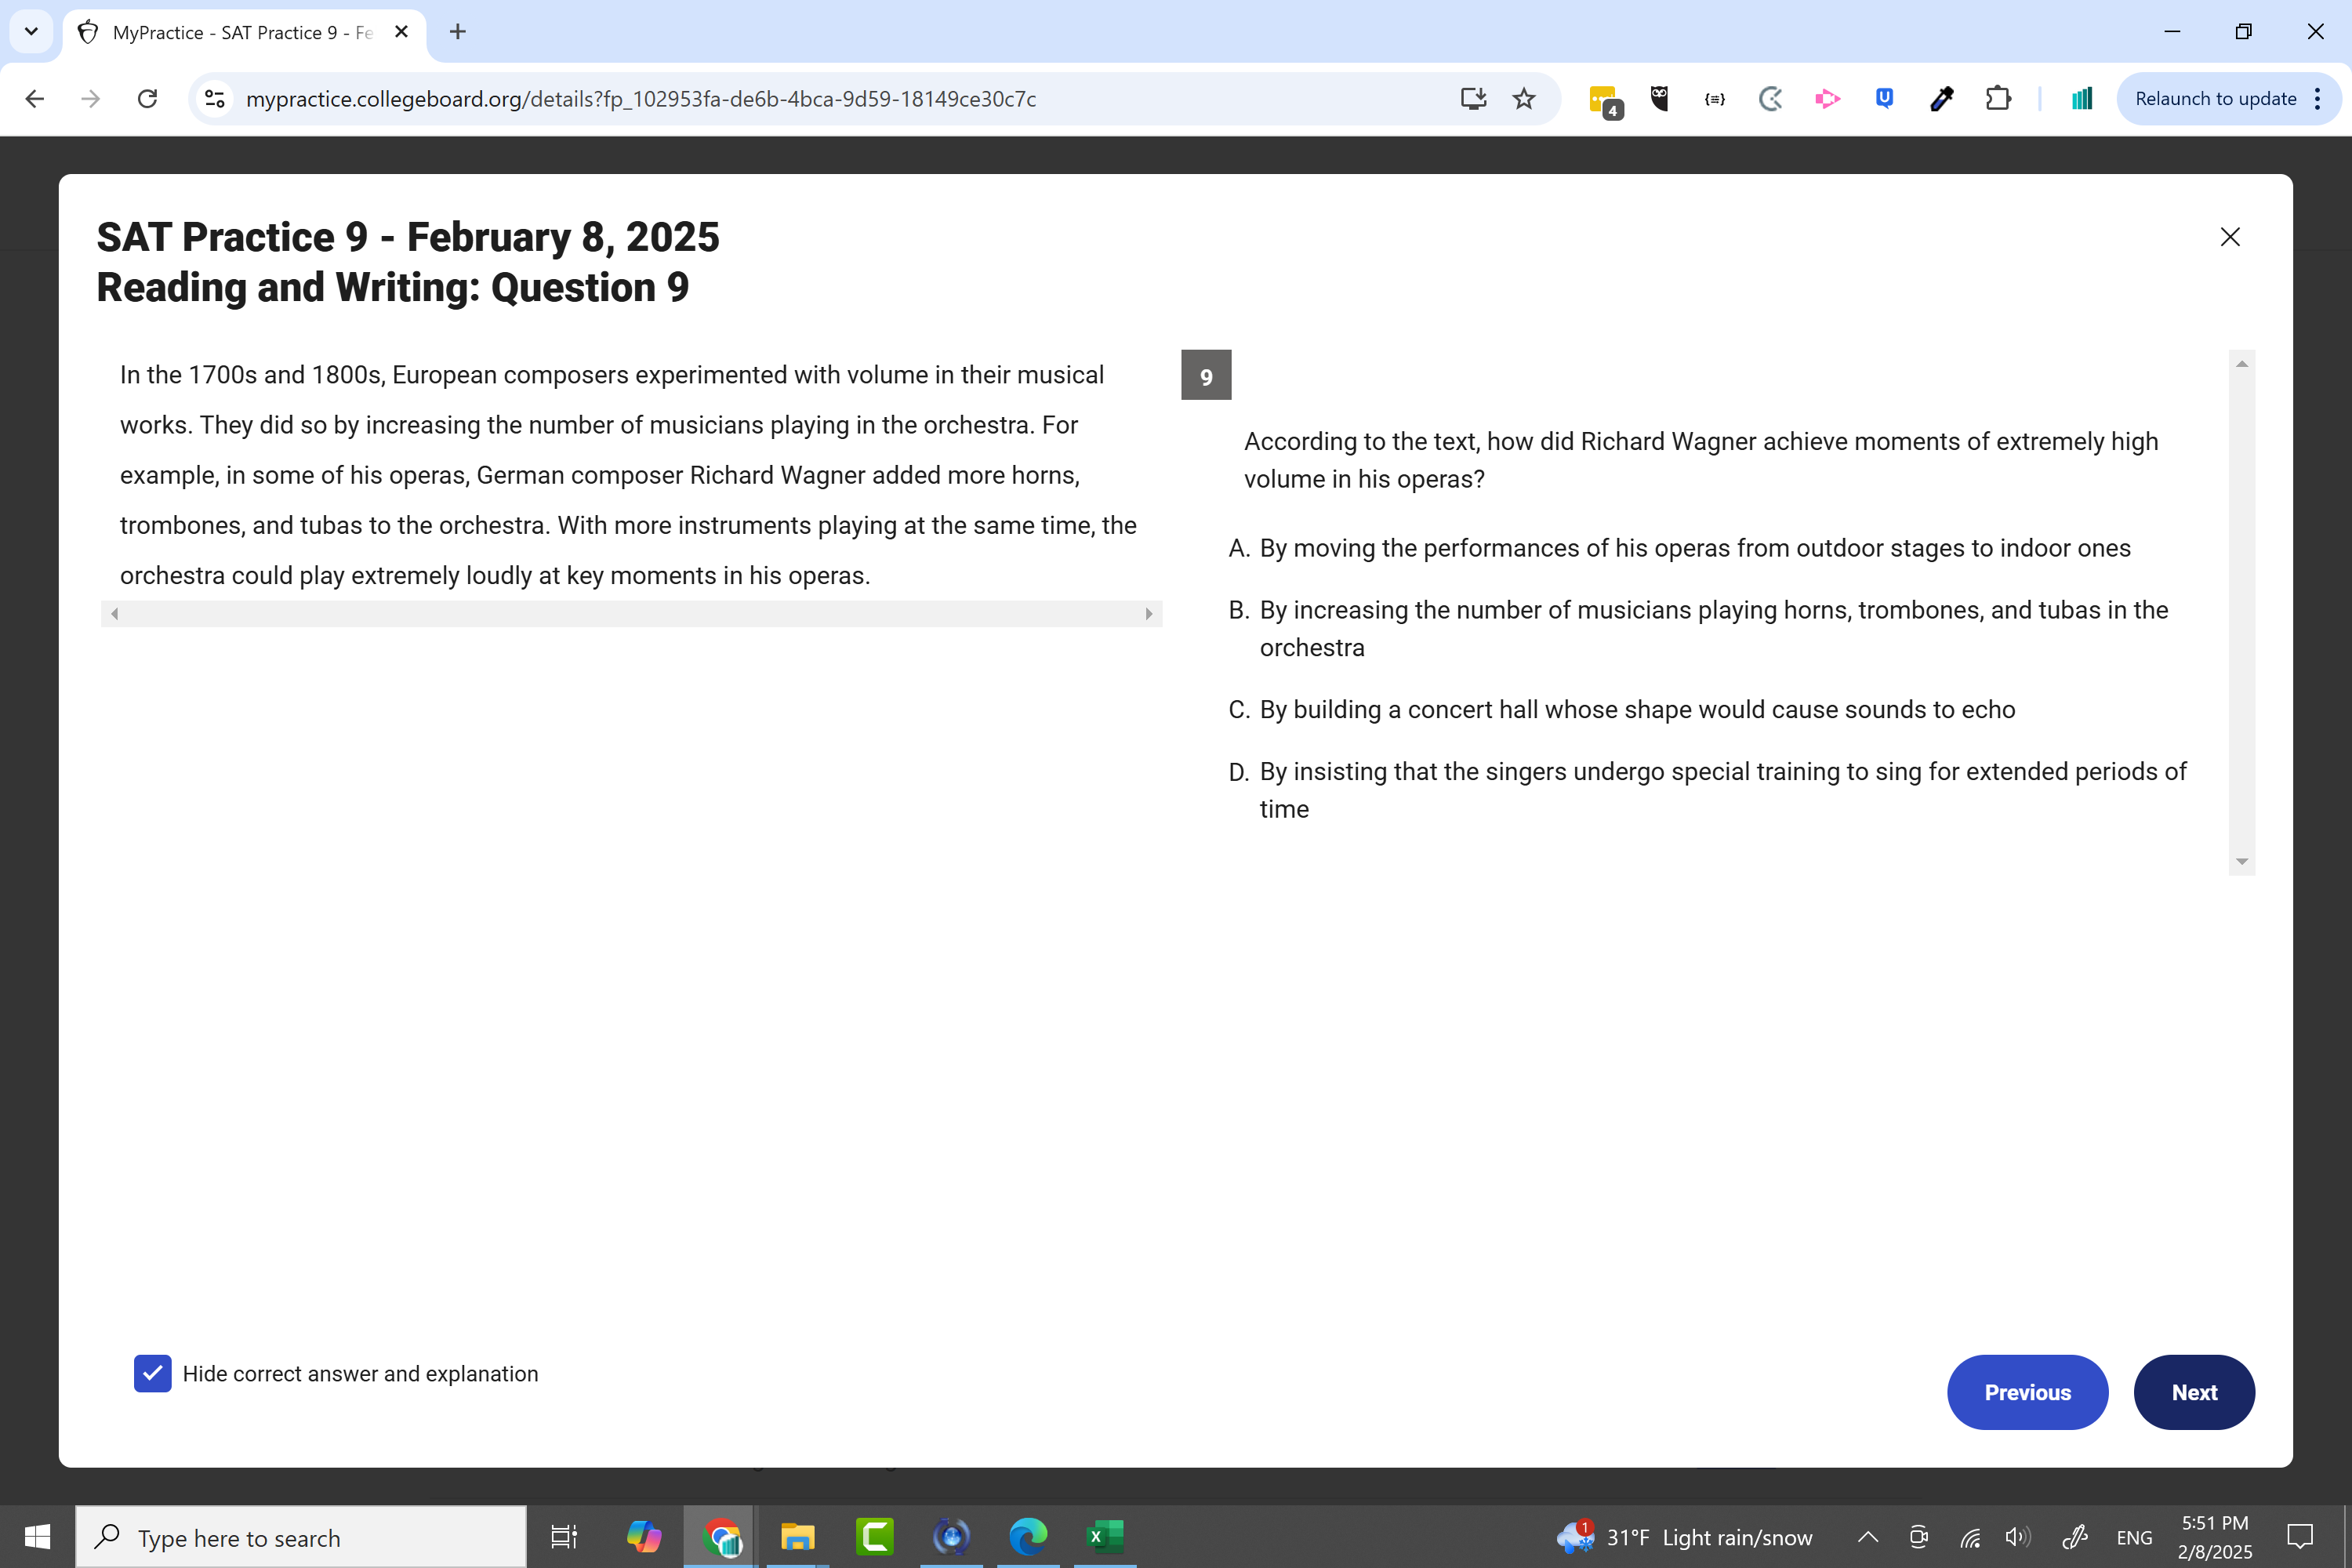 MyPractice - SAT Practice 9 - Fe
mypractice.collegeboard.org/details?fp_102953fa-de6b-4bca-9d59-18149ce30c7c
4
Relaunch to update
SAT Practice 9 - February 8, 2025
Reading and Writing: Question 9
In the 1700s and 1800s, European composers experimented with volume in their musical
works. They did so by increasing the number of musicians playing in the orchestra. For
example, in some of his operas, German composer Richard Wagner added more horns,
trombones, and tubas to the orchestra. With more instruments playing at the same time, the
orchestra could play extremely loudly at key moments in his operas.
9
According to the text, how did Richard Wagner achieve moments of extremely high
volume in his operas?
A. By moving the performances of his operas from outdoor stages to indoor ones
B. By increasing the number of musicians playing horns, trombones, and tubas in the
orchestra
C. By building a concert hall whose shape would cause sounds to echo
D. By insisting that the singers undergo special training to sing for extended periods of
time
Hide correct answer and explanation
Previous
Next
Type here to search
1
31°F Light rain/snow
ENG
5:51 PM
2/8/2025